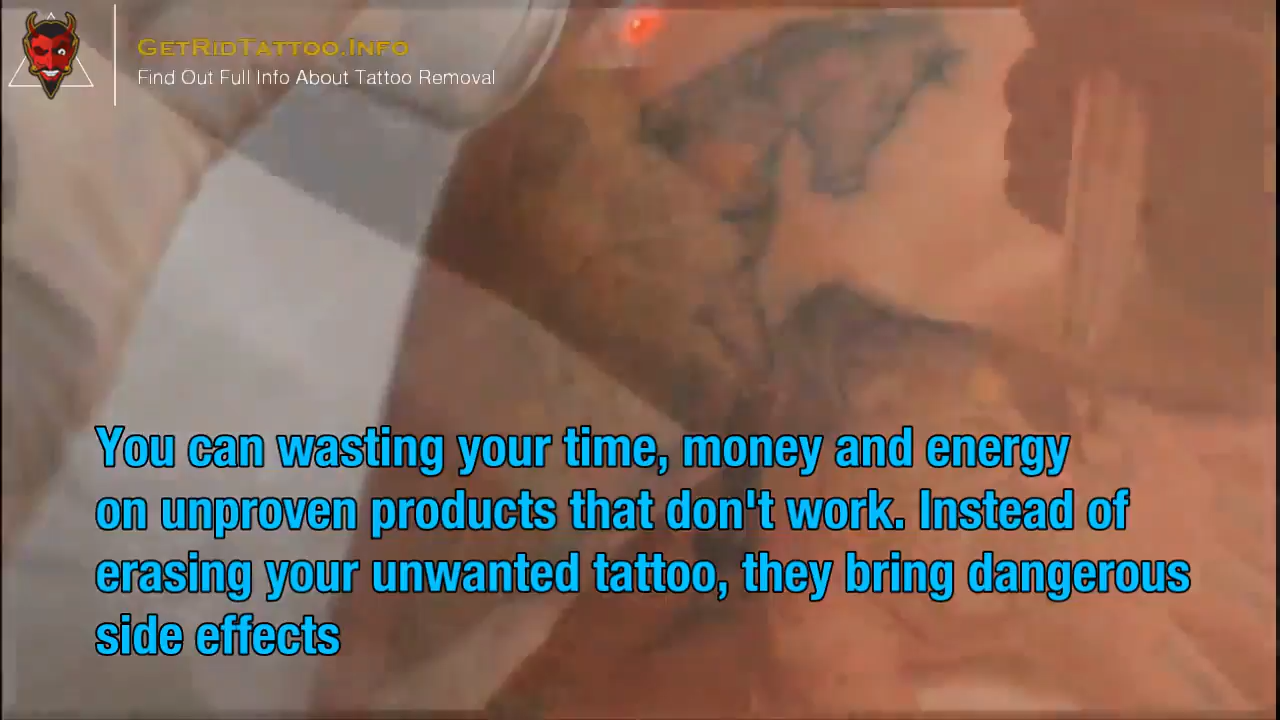 GetRidTattoo.Info
Find Out Full Info About Tattoo Removal
You can wasting your time, money and energy
on unproven products that don't work. Instead of
erasing your unwanted tattoo, they bring dangerous
side effects